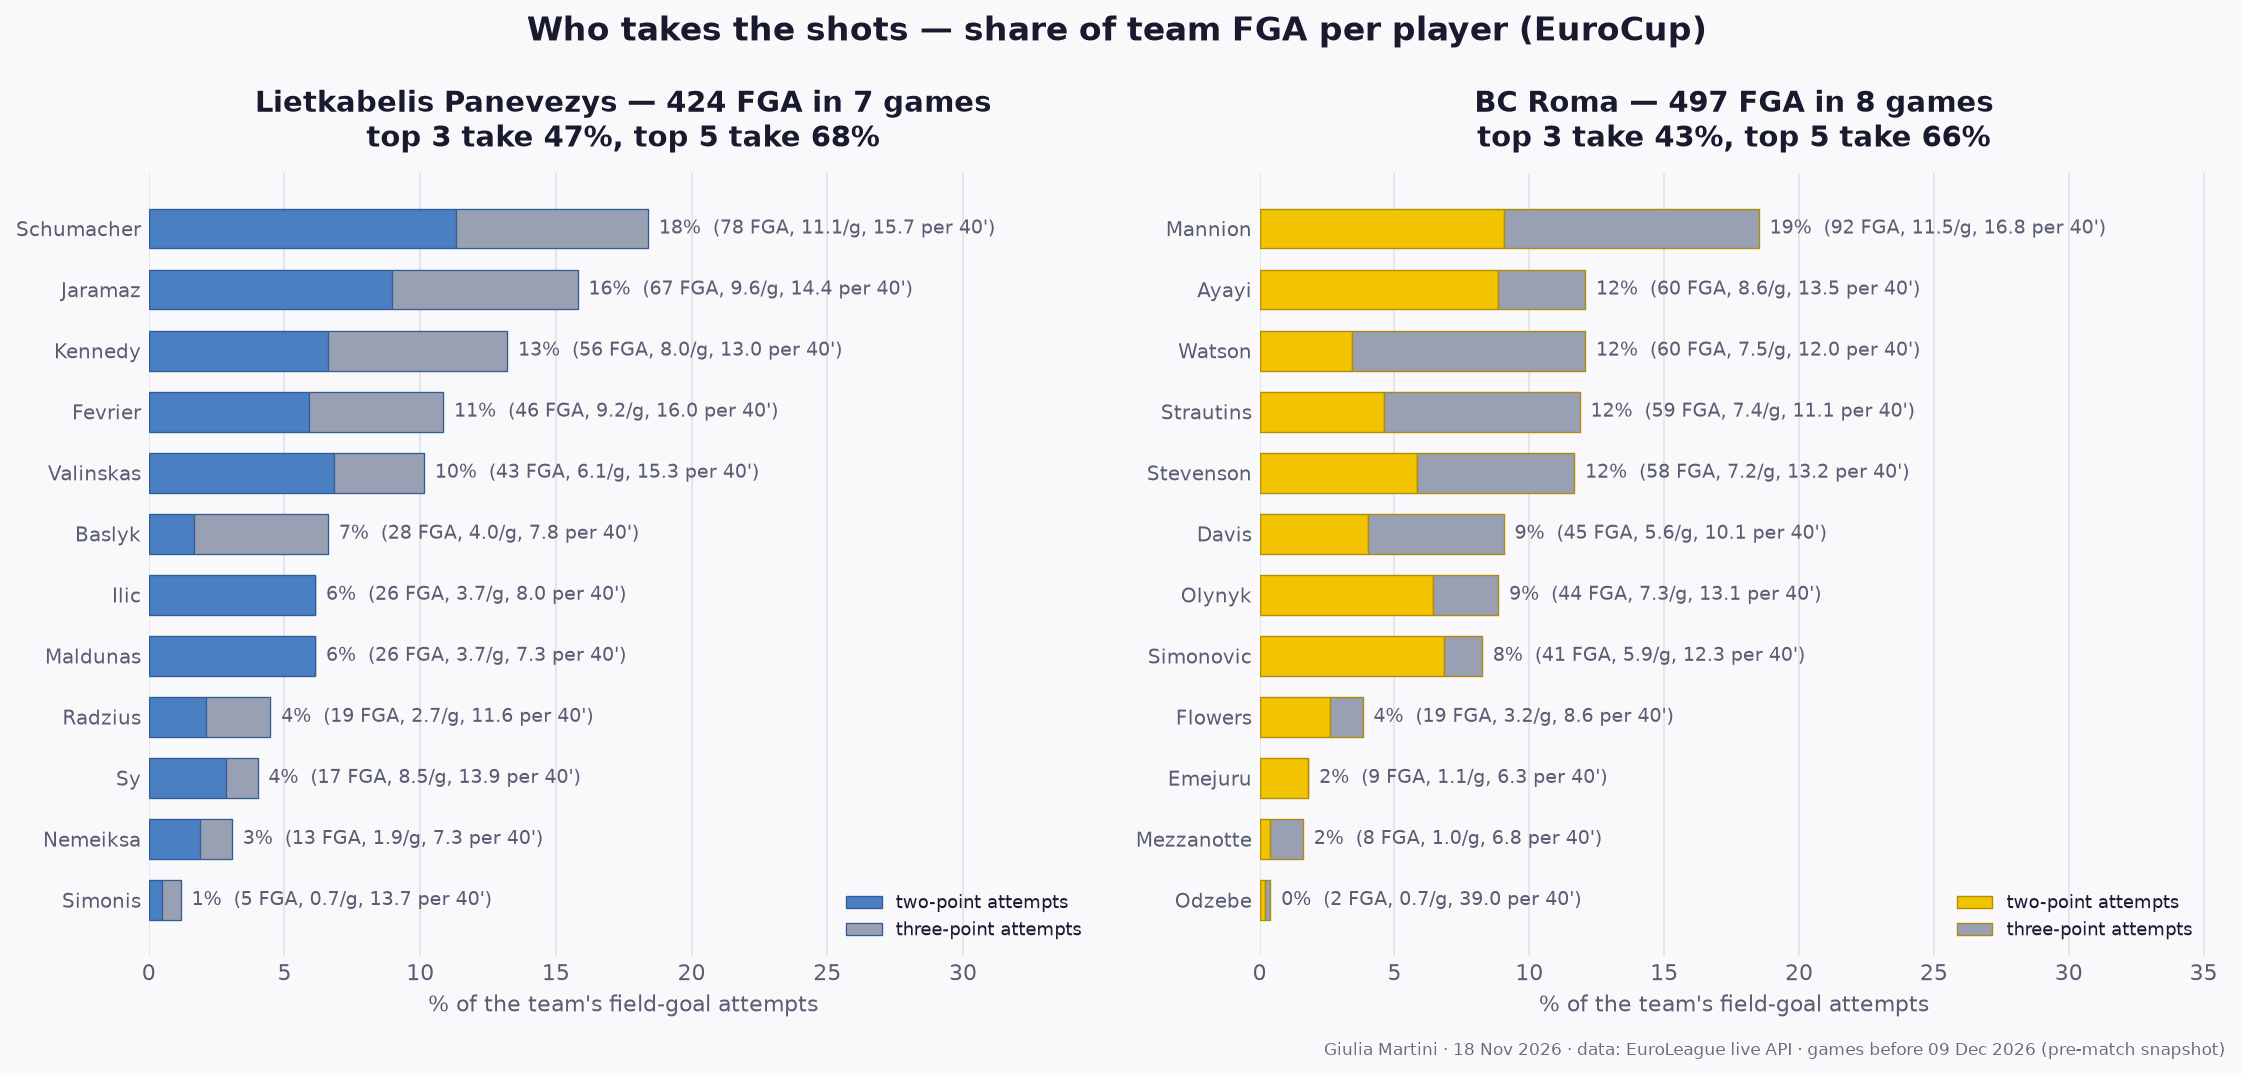 Who takes the shots — share of team FGA per player (EuroCup)
Lietkabelis Panevezys — 424 FGA in 7 games
top 3 take 47%, top 5 take 68%
Schumacher 18% (78 FGA, 11.1/g, 15.7 per 40')
Jaramaz 16% (67 FGA, 9.6/g, 14.4 per 40')
Kennedy 13% (56 FGA, 8.0/g, 13.0 per 40')
Fevrier 11% (46 FGA, 9.2/g, 16.0 per 40')
Valinskas 10% (43 FGA, 6.1/g, 15.3 per 40')
Baslyk 7% (28 FGA, 4.0/g, 7.8 per 40')
Ilic 6% (26 FGA, 3.7/g, 8.0 per 40')
Maldunas 6% (26 FGA, 3.7/g, 7.3 per 40')
Radzius 4% (19 FGA, 2.7/g, 11.6 per 40')
Sy 4% (17 FGA, 8.5/g, 13.9 per 40')
Nemeiksa 3% (13 FGA, 1.9/g, 7.3 per 40')
Simonis 1% (5 FGA, 0.7/g, 13.7 per 40')
two-point attempts
three-point attempts
0 5 10 15 20 25 30
% of the team's field-goal attempts
BC Roma — 497 FGA in 8 games
top 3 take 43%, top 5 take 66%
Mannion 19% (92 FGA, 11.5/g, 16.8 per 40')
Ayayi 12% (60 FGA, 8.6/g, 13.5 per 40')
Watson 12% (60 FGA, 7.5/g, 12.0 per 40')
Strautins 12% (59 FGA, 7.4/g, 11.1 per 40')
Stevenson 12% (58 FGA, 7.2/g, 13.2 per 40')
Davis 9% (45 FGA, 5.6/g, 10.1 per 40')
Olynyk 9% (44 FGA, 7.3/g, 13.1 per 40')
Simonovic 8% (41 FGA, 5.9/g, 12.3 per 40')
Flowers 4% (19 FGA, 3.2/g, 8.6 per 40')
Emejuru 2% (9 FGA, 1.1/g, 6.3 per 40')
Mezzanotte 2% (8 FGA, 1.0/g, 6.8 per 40')
Odzebe 0% (2 FGA, 0.7/g, 39.0 per 40')
two-point attempts
three-point attempts
0 5 10 15 20 25 30 35
% of the team's field-goal attempts
Giulia Martini · 18 Nov 2026 · data: EuroLeague live API · games before 09 Dec 2026 (pre-match snapshot)